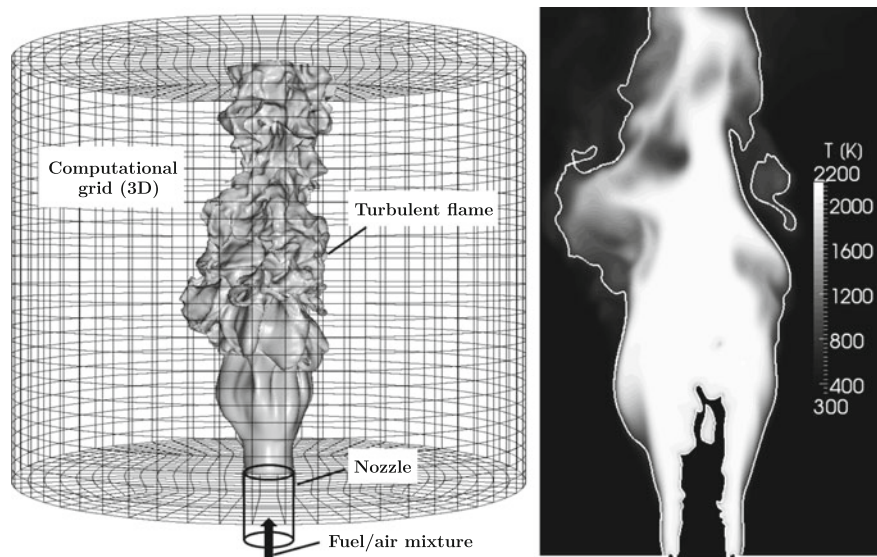 Computational
grid (3D)
Turbulent flame
Nozzle
Fuel/air mixture
T (K)
2200
2000
1600
1200
800
400
300